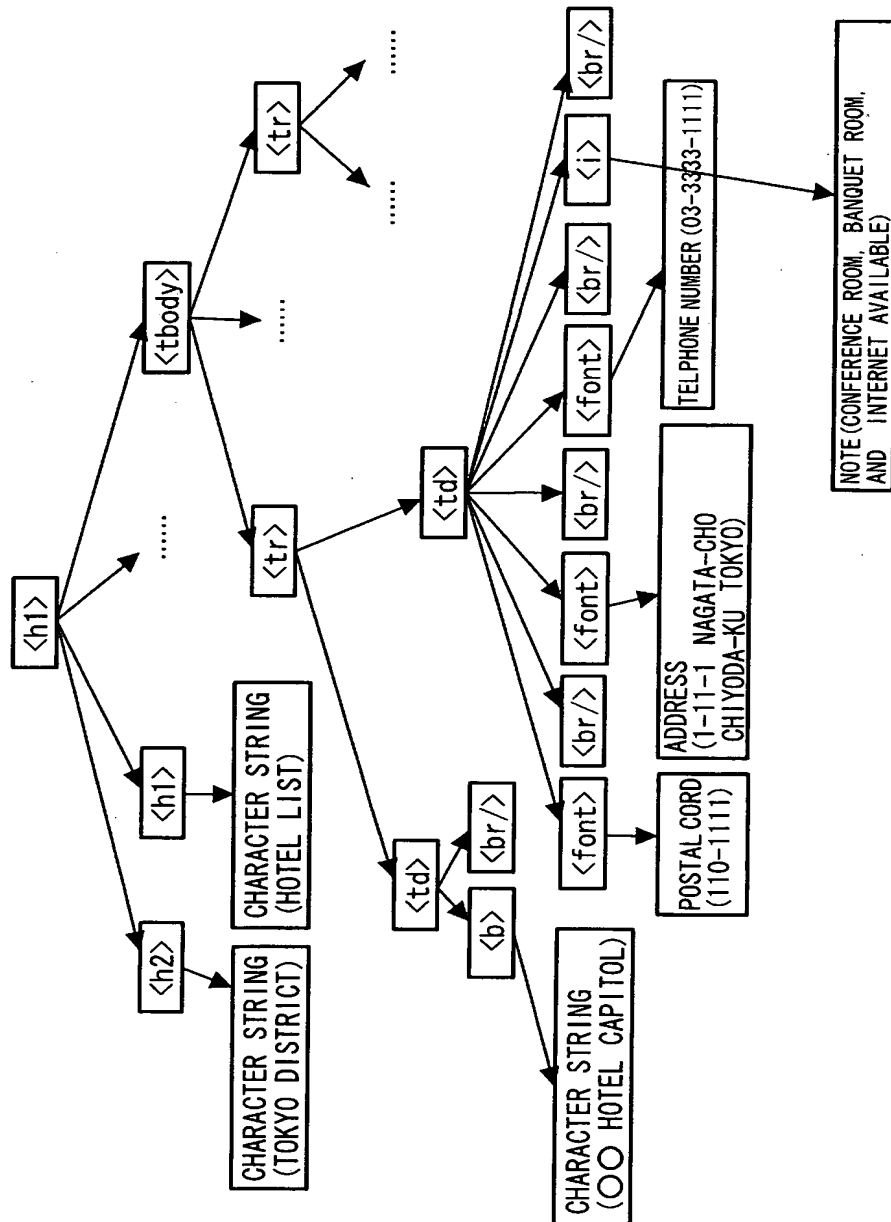 <h1>
<h2>
<h1>
......
<tbody>
CHARACTER STRING
(TOKYO DISTRICT)
CHARACTER STRING
(HOTEL LIST)
<tr>
......
<tr>
<td>
<td>
......
......
<b>
<br/>
<font>
<br/>
<font>
<br/>
<font>
<br/>
<i>
<br/>
CHARACTER STRING
(○○ HOTEL CAPITOL)
POSTAL CORD
(110-1111)
ADDRESS
(1-11-1 NAGATA-CHO
CHIYODA-KU TOKYO)
TELPHONE NUMBER (03-3333-1111)
NOTE (CONFERENCE ROOM, BANQUET ROOM,
AND INTERNET AVAILABLE)